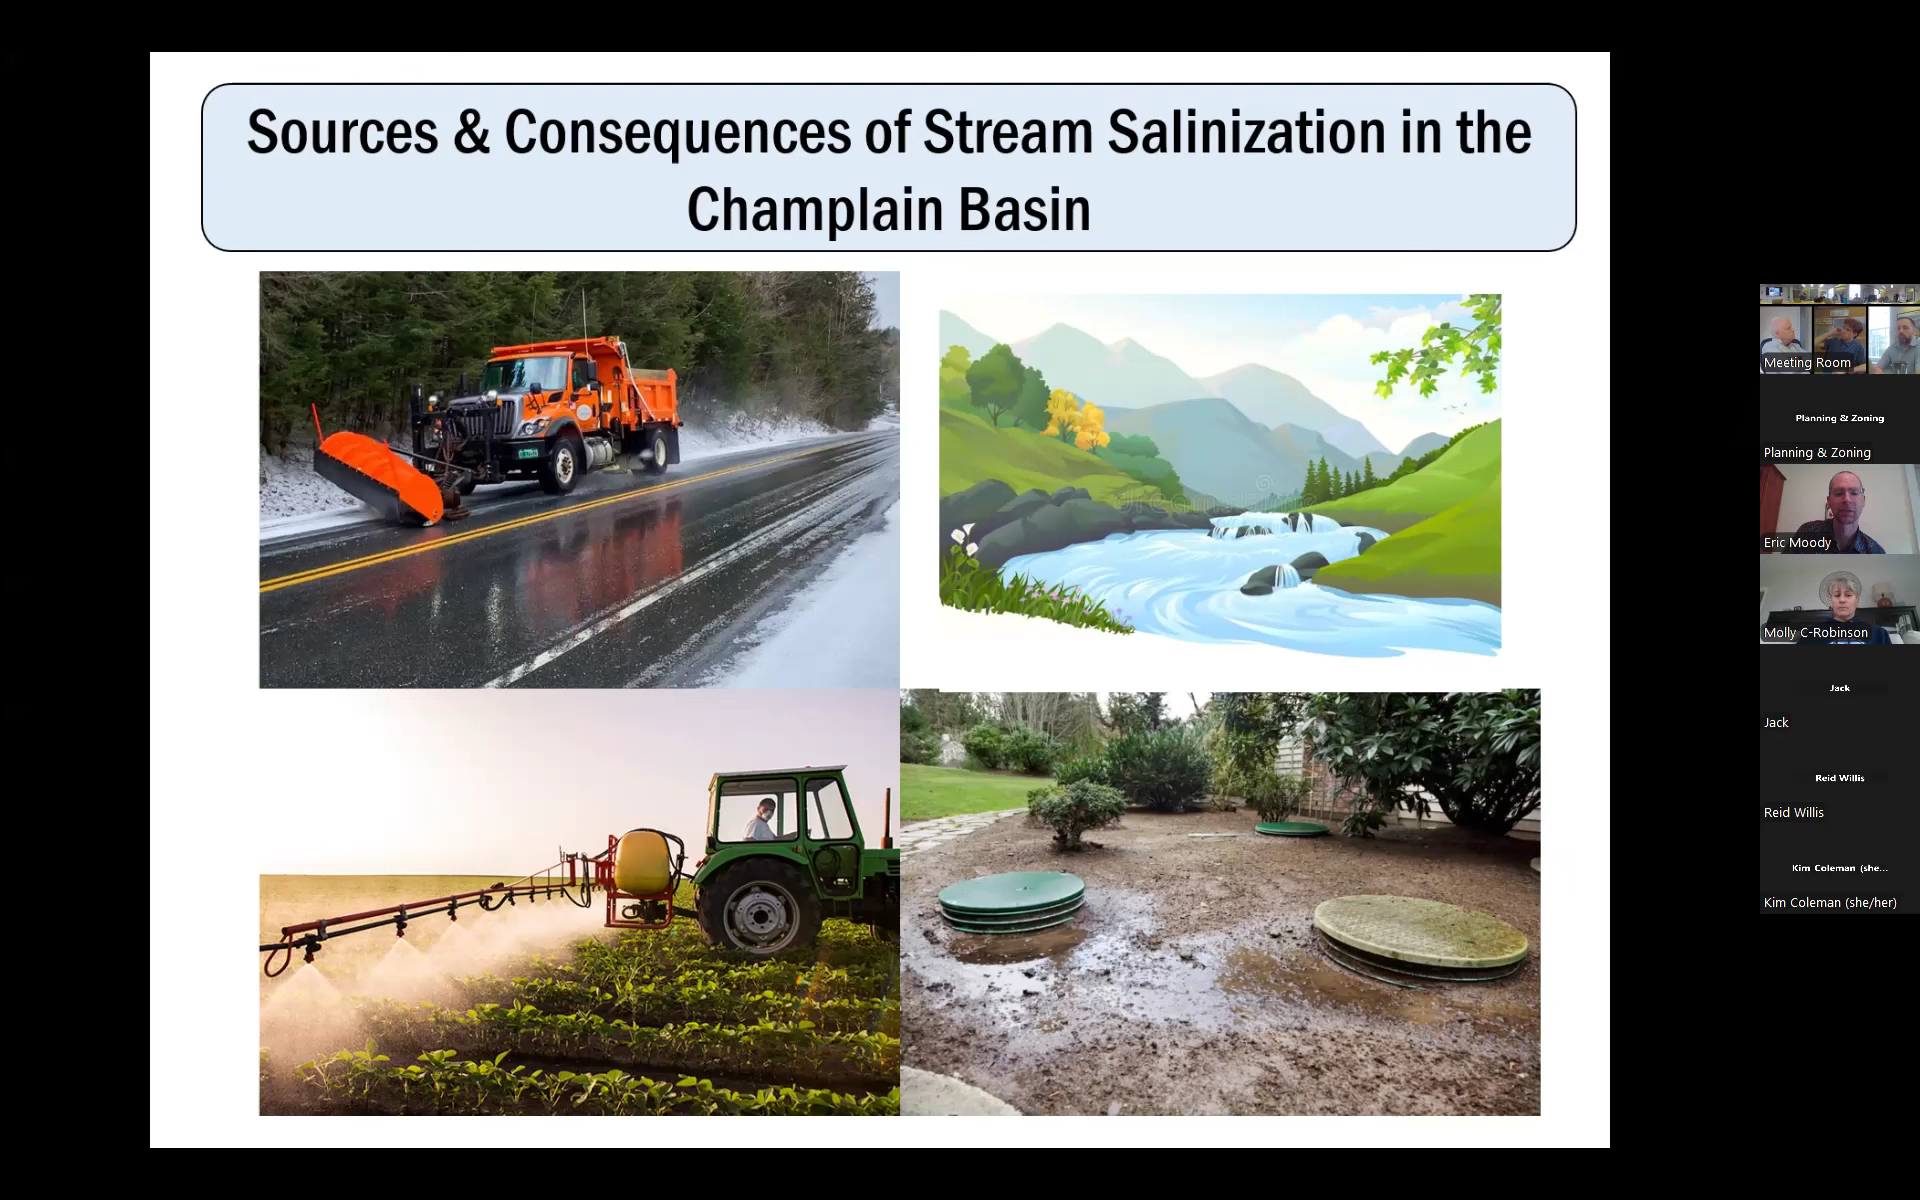 Sources & Consequences of Stream Salinization in the
Champlain Basin
dreamstime
Meeting Room
Planning & Zoning
Planning & Zoning
Eric Moody
Molly C-Robinson
Jack
Jack
Reid Willis
Reid Willis
Kim Coleman (she...
Kim Coleman (she/her)